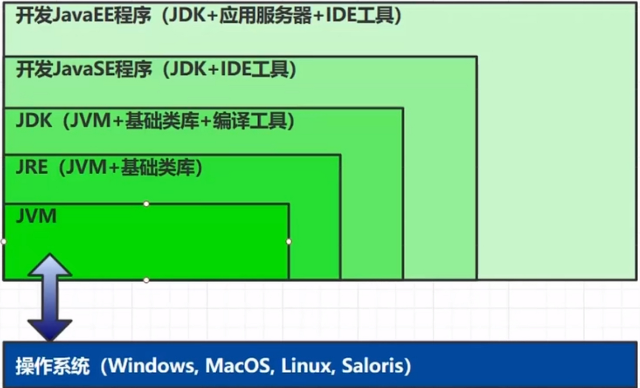 开发JavaEE程序（JDK+应用服务器+IDE工具）
开发JavaSE程序（JDK+IDE工具）
JDK（JVM+基础类库+编译工具）
JRE（JVM+基础类库）
JVM
操作系统（Windows, MacOS, Linux, Saloris）